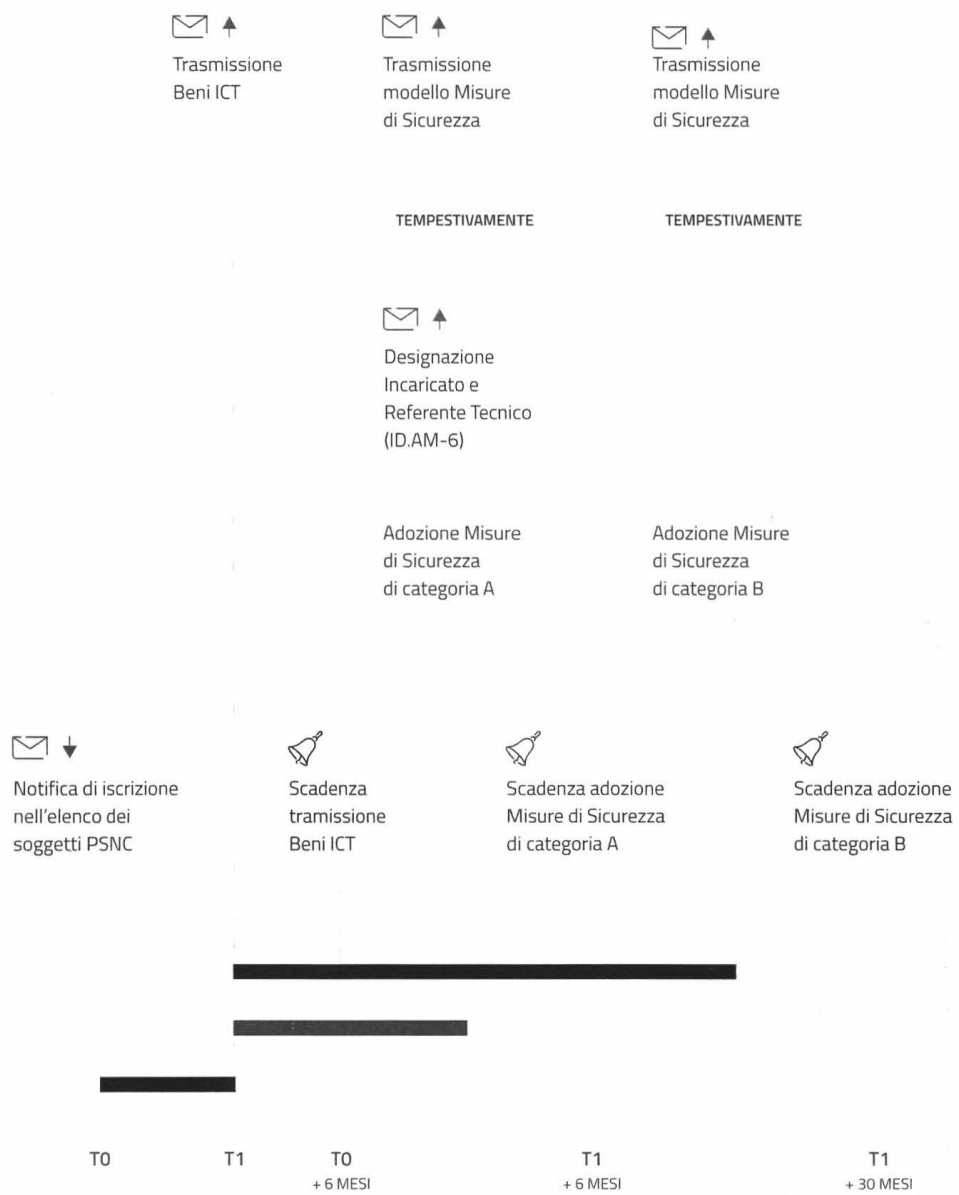 Trasmissione
Beni ICT
Trasmissione
modello Misure
di Sicurezza
Trasmissione
modello Misure
di Sicurezza
TEMPESTIVAMENTE
TEMPESTIVAMENTE
Designazione
Incaricato e
Referente Tecnico
(ID.AM-6)
Adozione Misure
di Sicurezza
di categoria A
Adozione Misure
di Sicurezza
di categoria B
Notifica di iscrizione
nell'elenco dei
soggetti PSNC
Scadenza
tramissione
Beni ICT
Scadenza adozione
Misure di Sicurezza
di categoria A
Scadenza adozione
Misure di Sicurezza
di categoria B
T0
T1
T0
+ 6 MESI
T1
+ 6 MESI
T1
+ 30 MESI